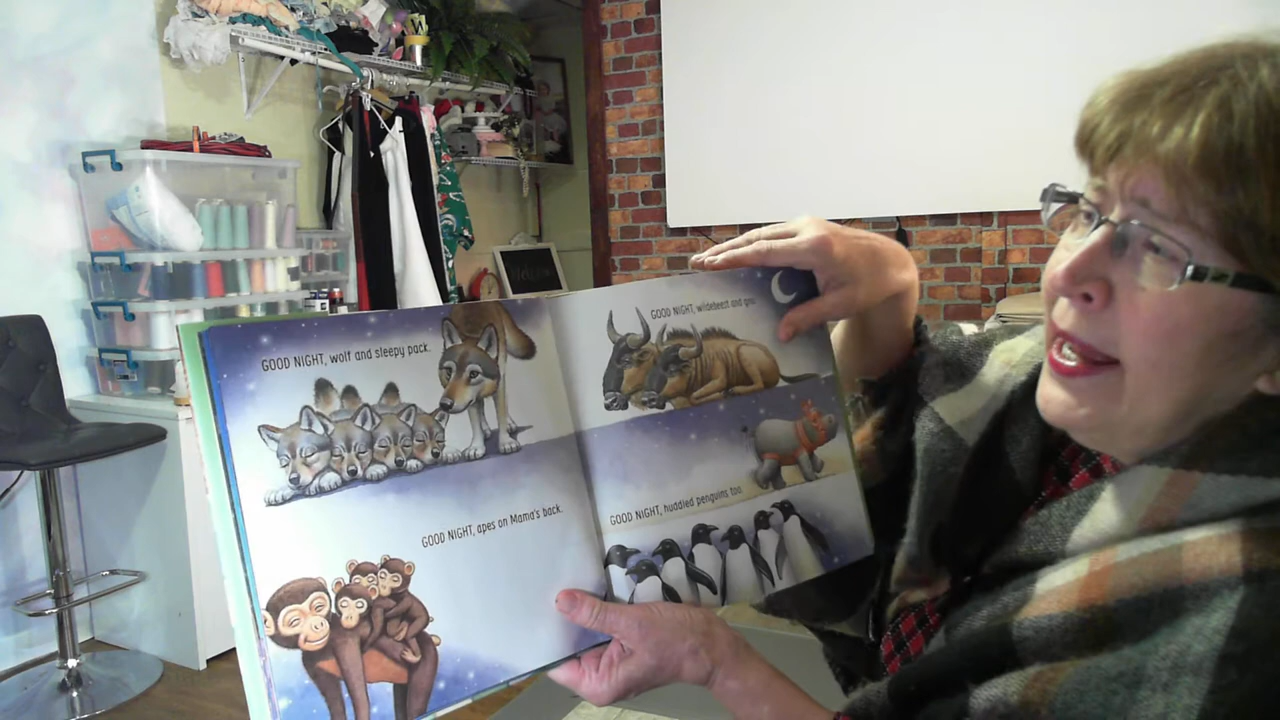 GOOD NIGHT, wolf and sleepy pack.
GOOD NIGHT, apes on Mama's back.
GOOD NIGHT, wildebeest and gnu.
GOOD NIGHT, huddled penguins too.
Welcome